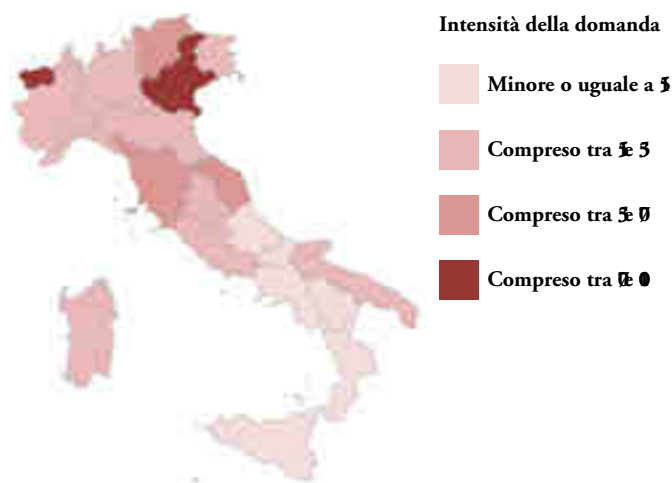 Intensità della domanda
Minore o uguale a
Compreso tra
Compreso tra
Compreso tra